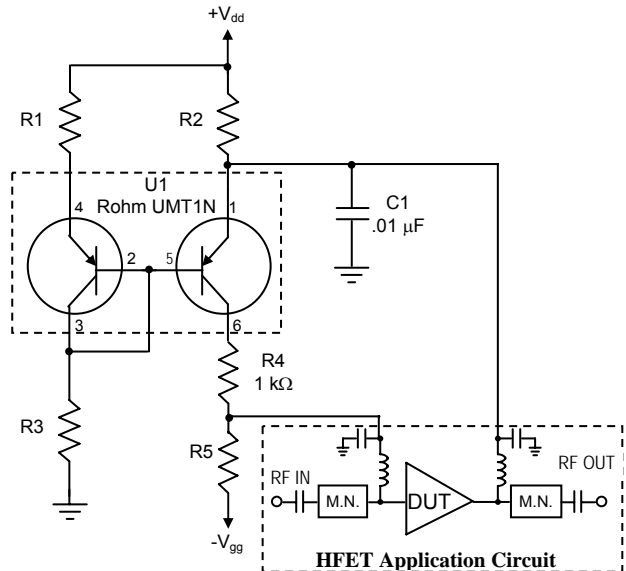 +Vdd
R1
R2
U1
Rohm UMT1N
4
1
C1
.01 μF
2
5
3
6
R4
1 kΩ
R3
R5
RF IN
RF OUT
M.N.
DUT
M.N.
-Vgg
HFET Application Circuit